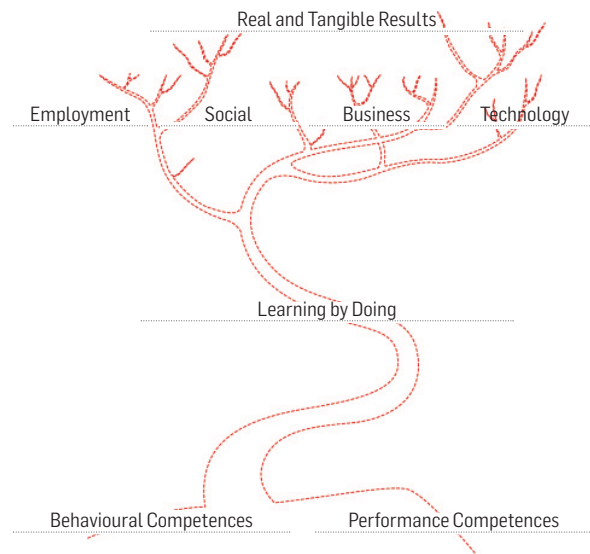 Real and Tangible Results
Employment Social Business Technology
Learning by Doing
Behavioural Competences Performance Competences